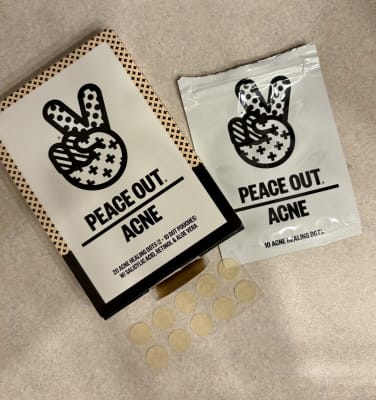 PEACE OUT.
ACNE
20 ACNE HEALING DOTS (2 - 10 DOT POUCHES)
W/ SALICYLIC ACID, RETINOL & ALOE VERA
PEACE OUT.
ACNE
10 ACNE HEALING DOTS